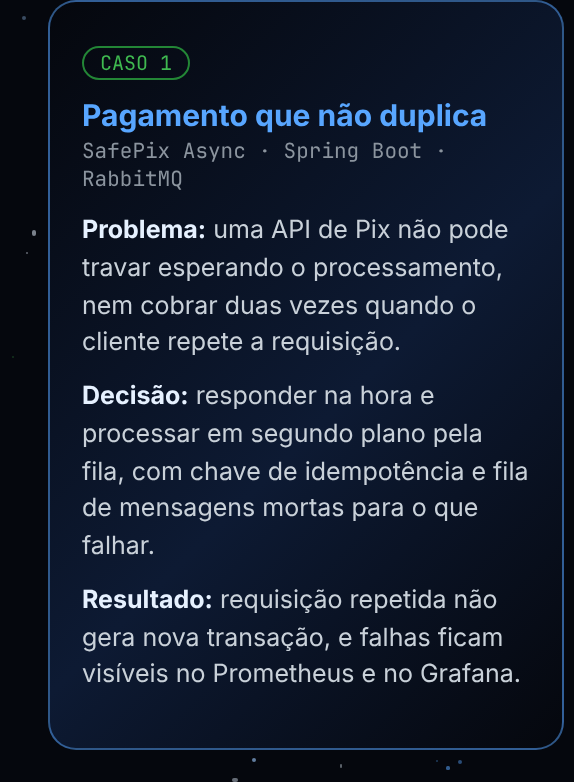 CASO 1
Pagamento que não duplica
SafePix Async · Spring Boot ·
RabbitMQ
Problema: uma API de Pix não pode
travar esperando o processamento,
nem cobrar duas vezes quando o
cliente repete a requisição.
Decisão: responder na hora e
processar em segundo plano pela
fila, com chave de idempotência e fila
de mensagens mortas para o que
falhar.
Resultado: requisição repetida não
gera nova transação, e falhas ficam
visíveis no Prometheus e no Grafana.